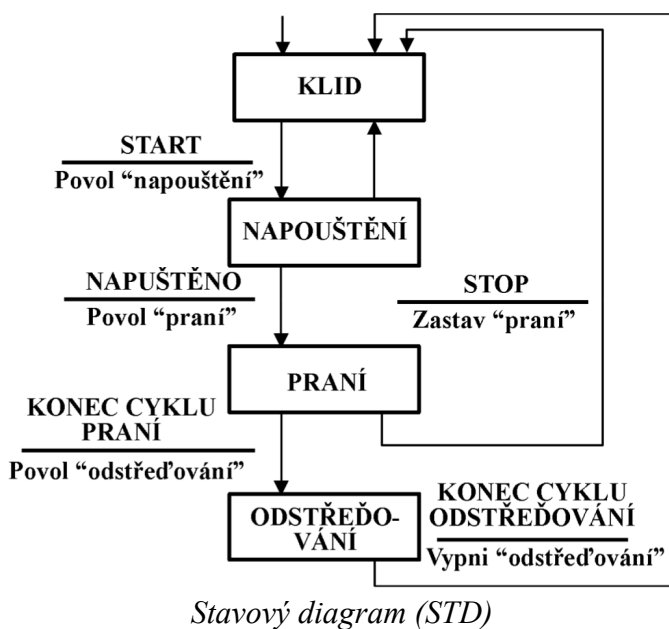 KLID
START
Povol “napouštění”
NAPOUŠTĚNÍ
NAPUŠTĚNO
Povol “praní”
STOP
Zastav “praní”
PRANÍ
KONEC CYKLU
PRANÍ
Povol “odstřeďování”
ODSTŘEĎO-
VÁNÍ
KONEC CYKLU
ODSTŘEĎOVÁNÍ
Vypni “odstřeďování”
Stavový diagram (STD)